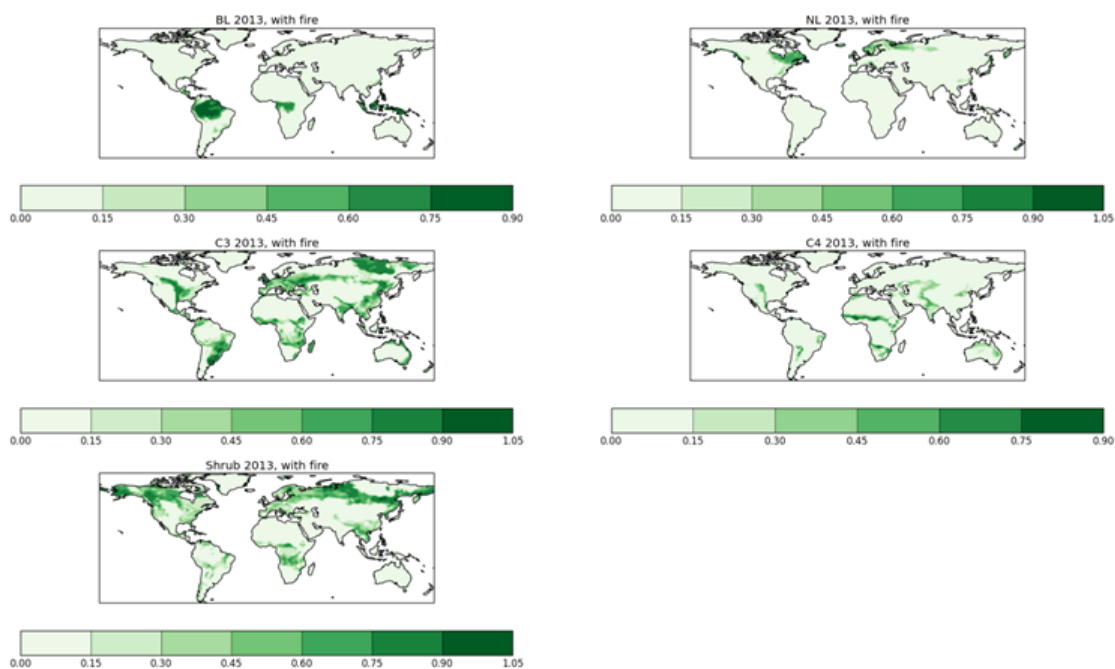 BL 2013, with fire
NL 2013, with fire
0.00 0.15 0.30 0.45 0.60 0.75 0.90
0.00 0.15 0.30 0.45 0.60 0.75 0.90 1.05
C3 2013, with fire
C4 2013, with fire
0.00 0.15 0.30 0.45 0.60 0.75 0.90 1.05
0.00 0.15 0.30 0.45 0.60 0.75 0.90
Shrub 2013, with fire
0.00 0.15 0.30 0.45 0.60 0.75 0.90 1.05